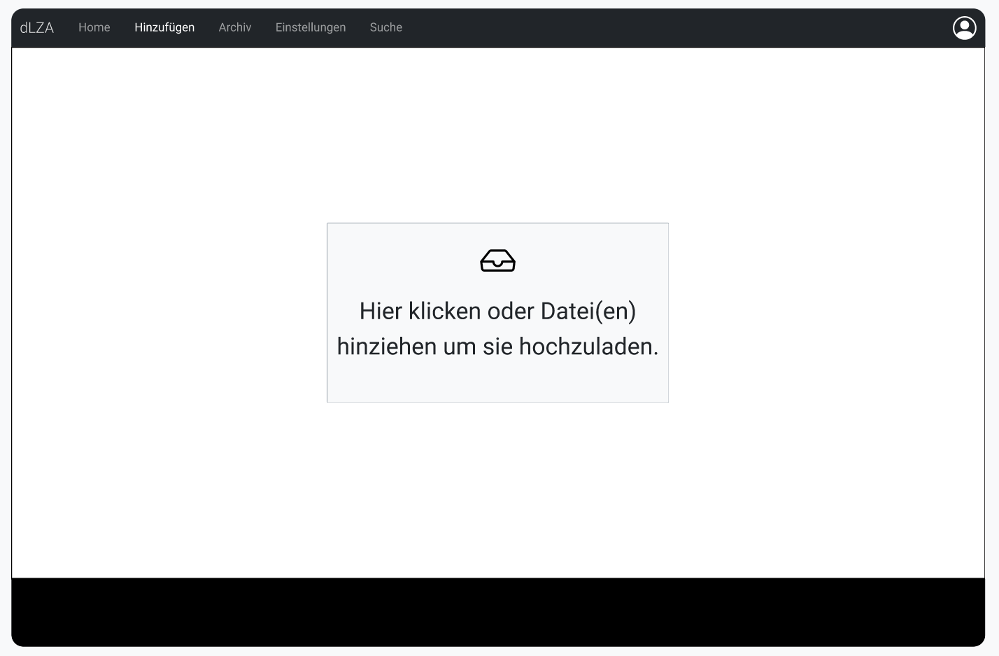 dLZA Home Hinzufügen Archiv Einstellungen Suche
Hier klicken oder Datei(en)
hinziehen um sie hochzuladen.